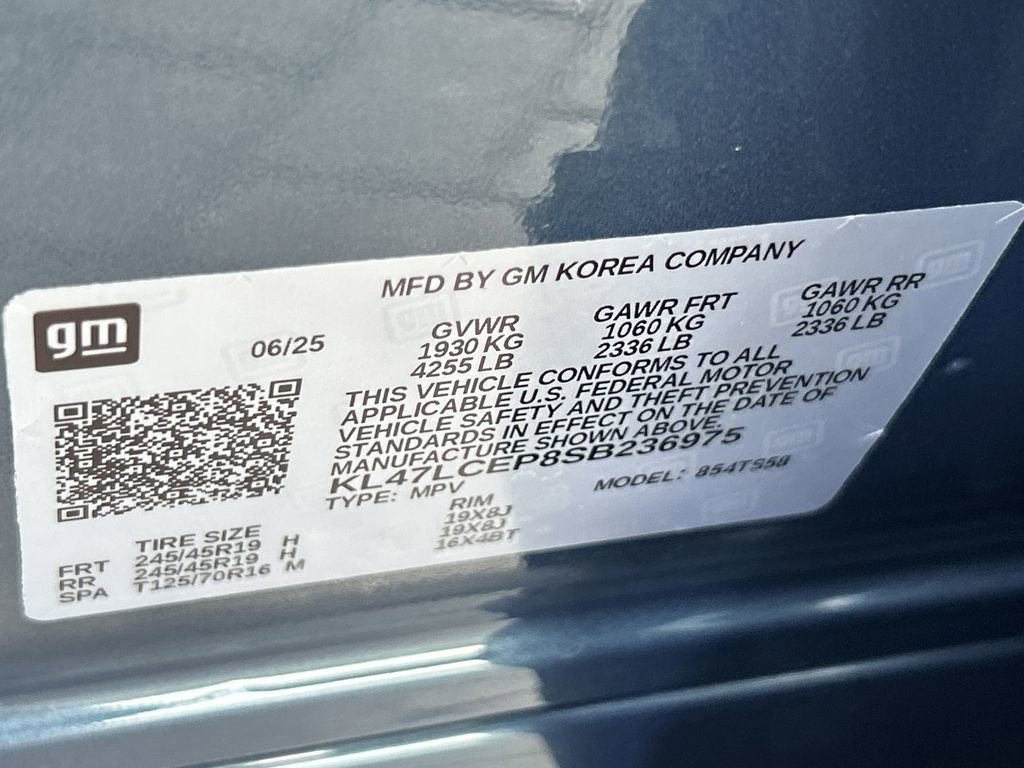 MFD BY GM KOREA COMPANY
gm
06/25
GVWR GAWR FRT GAWR RR
1930 KG 1060 KG 1060 KG
4255 LB 2336 LB 2336 LB
THIS VEHICLE CONFORMS TO ALL
APPLICABLE U.S. FEDERAL MOTOR
VEHICLE SAFETY AND THEFT PREVENTION
STANDARDS IN EFFECT ON THE DATE OF
MANUFACTURE SHOWN ABOVE.
KL47LCEP8SB236975
TYPE: MPV MODEL: 854TS58
TIRE SIZE RIM
FRT 245/45R19 H 19X8J
RR 245/45R19 H 19X8J
SPA T125/70R16 M 16X4BT